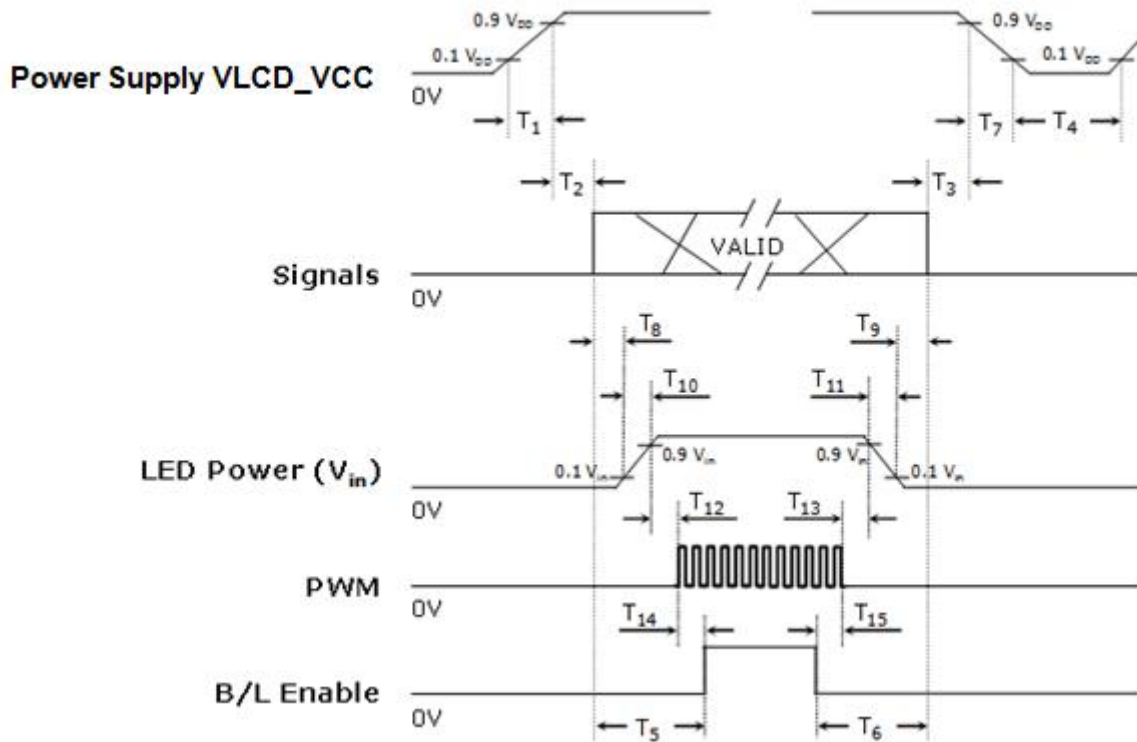 0.9 V_DD
0.9 V_DD
0.1 V_DD
0.1 V_DD
Power Supply VLCD_VCC
0V
T1
T7
T4
T2
T3
VALID
Signals
0V
T8
T9
T10
T11
LED Power (Vin)
0.1 Vin
0.9 Vin
0.9 Vin
0.1 Vin
0V
T12
T13
PWM
0V
T14
T15
B/L Enable
0V
T5
T6